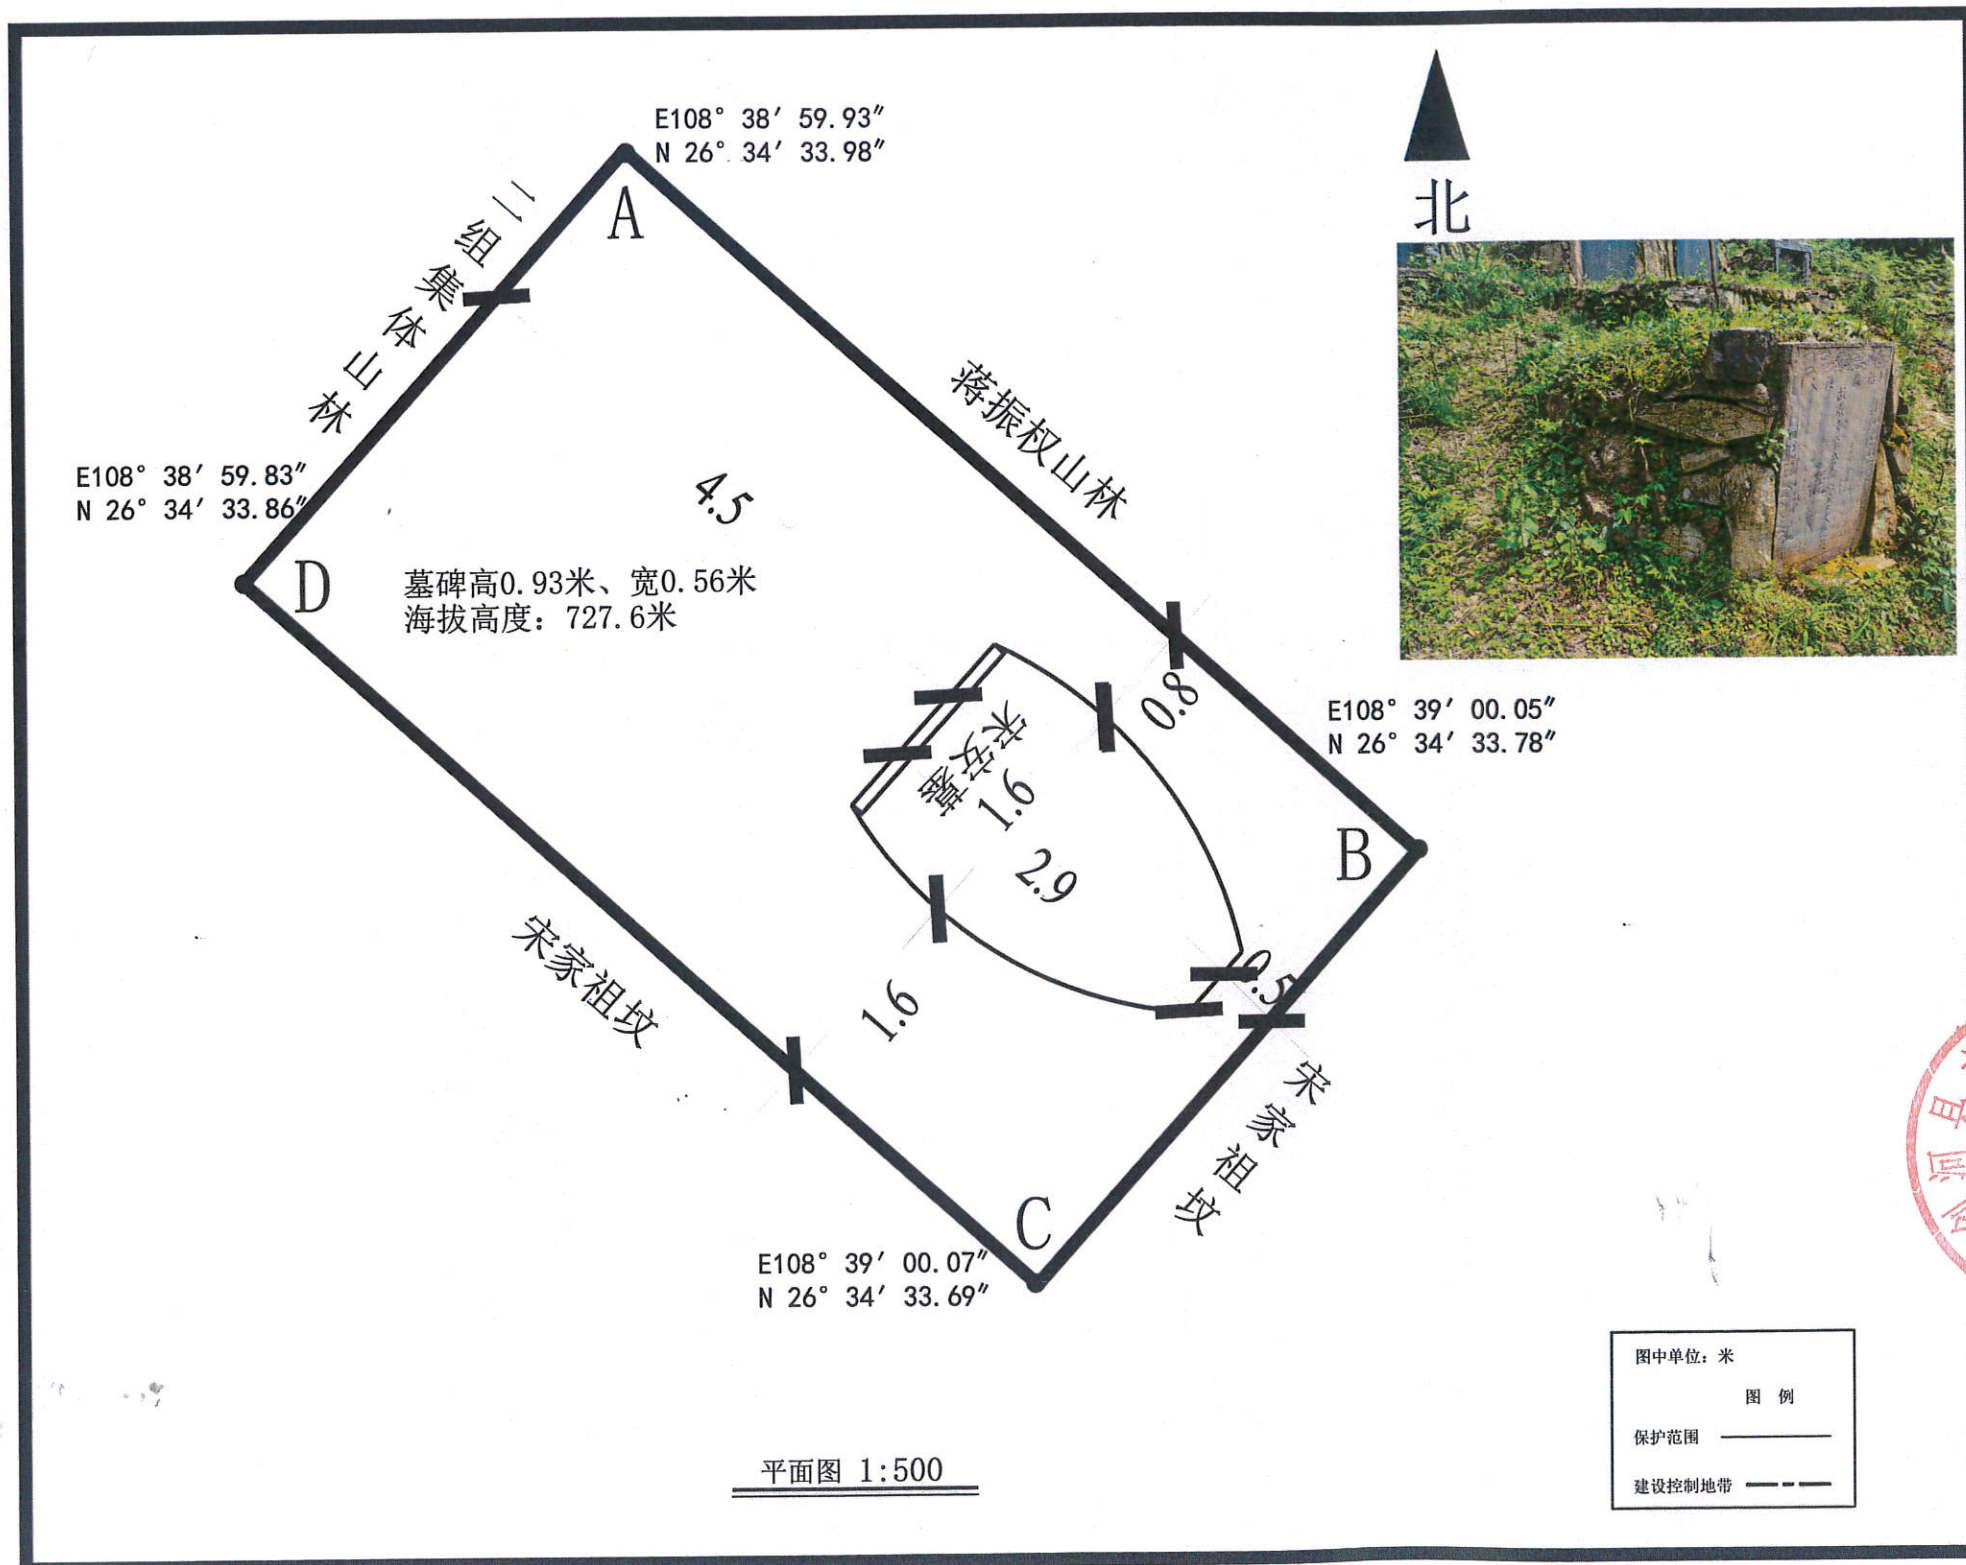 E108° 38′ 59.93″
N 26° 34′ 33.98″
A
北
二组集体山林
蒋振权山林
E108° 38′ 59.83″
N 26° 34′ 33.86″
D
4.5
墓碑高0.93米、宽0.56米
海拔高度：727.6米
0.8
E108° 39′ 00.05″
N 26° 34′ 33.78″
B
宋安墓
1.6
2.9
0.5
1.6
宋家祖坟
宋家祖坟
C
E108° 39′ 00.07″
N 26° 34′ 33.69″
县
图中单位：米
图 例
保护范围
建设控制地带
平面图 1:500